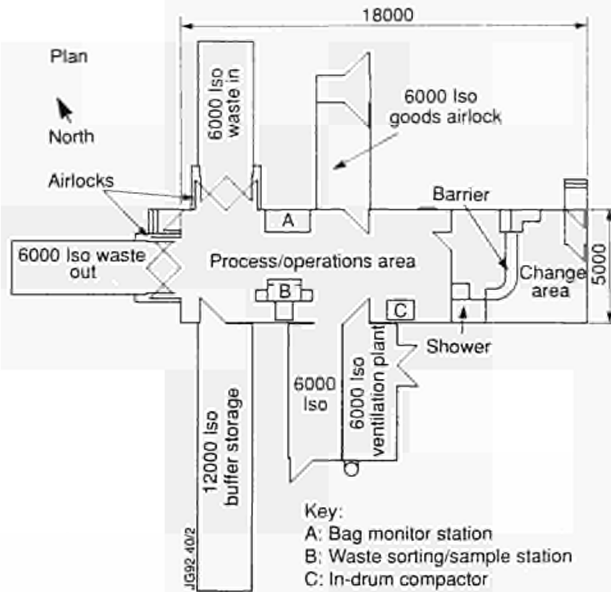 18000
Plan
North
6000 Iso
waste in
6000 Iso
goods airlock
Airlocks
Barrier
A
6000 Iso waste
out
Process/operations area
B
C
Change
area
5000
Shower
12000 Iso
buffer storage
6000
Iso
6000 Iso
ventilation plant
JG92.40/2
Key:
A: Bag monitor station
B: Waste sorting/sample station
C: In-drum compactor